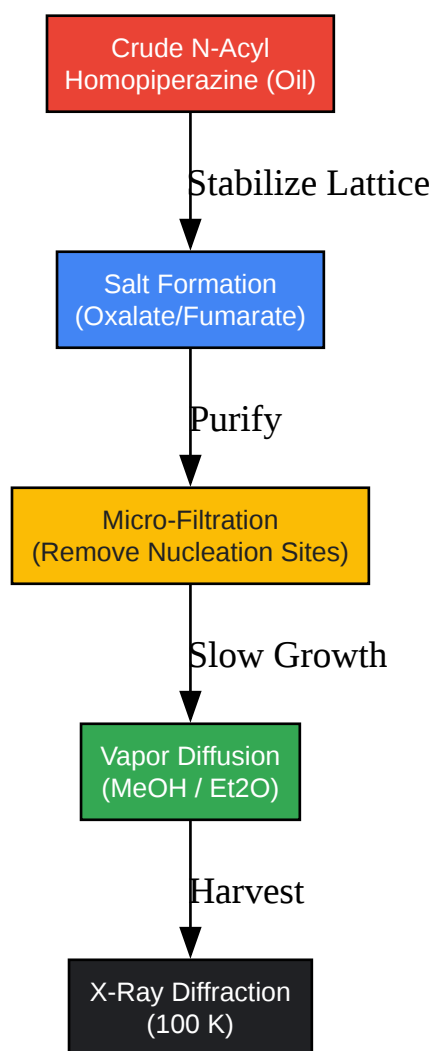 Crude N-Acyl
Homopiperazine (Oil)
Stabilize Lattice
Salt Formation
(Oxalate/Fumarate)
Purify
Micro-Filtration
(Remove Nucleation Sites)
Slow Growth
Vapor Diffusion
(MeOH / Et2O)
Harvest
X-Ray Diffraction
(100 K)